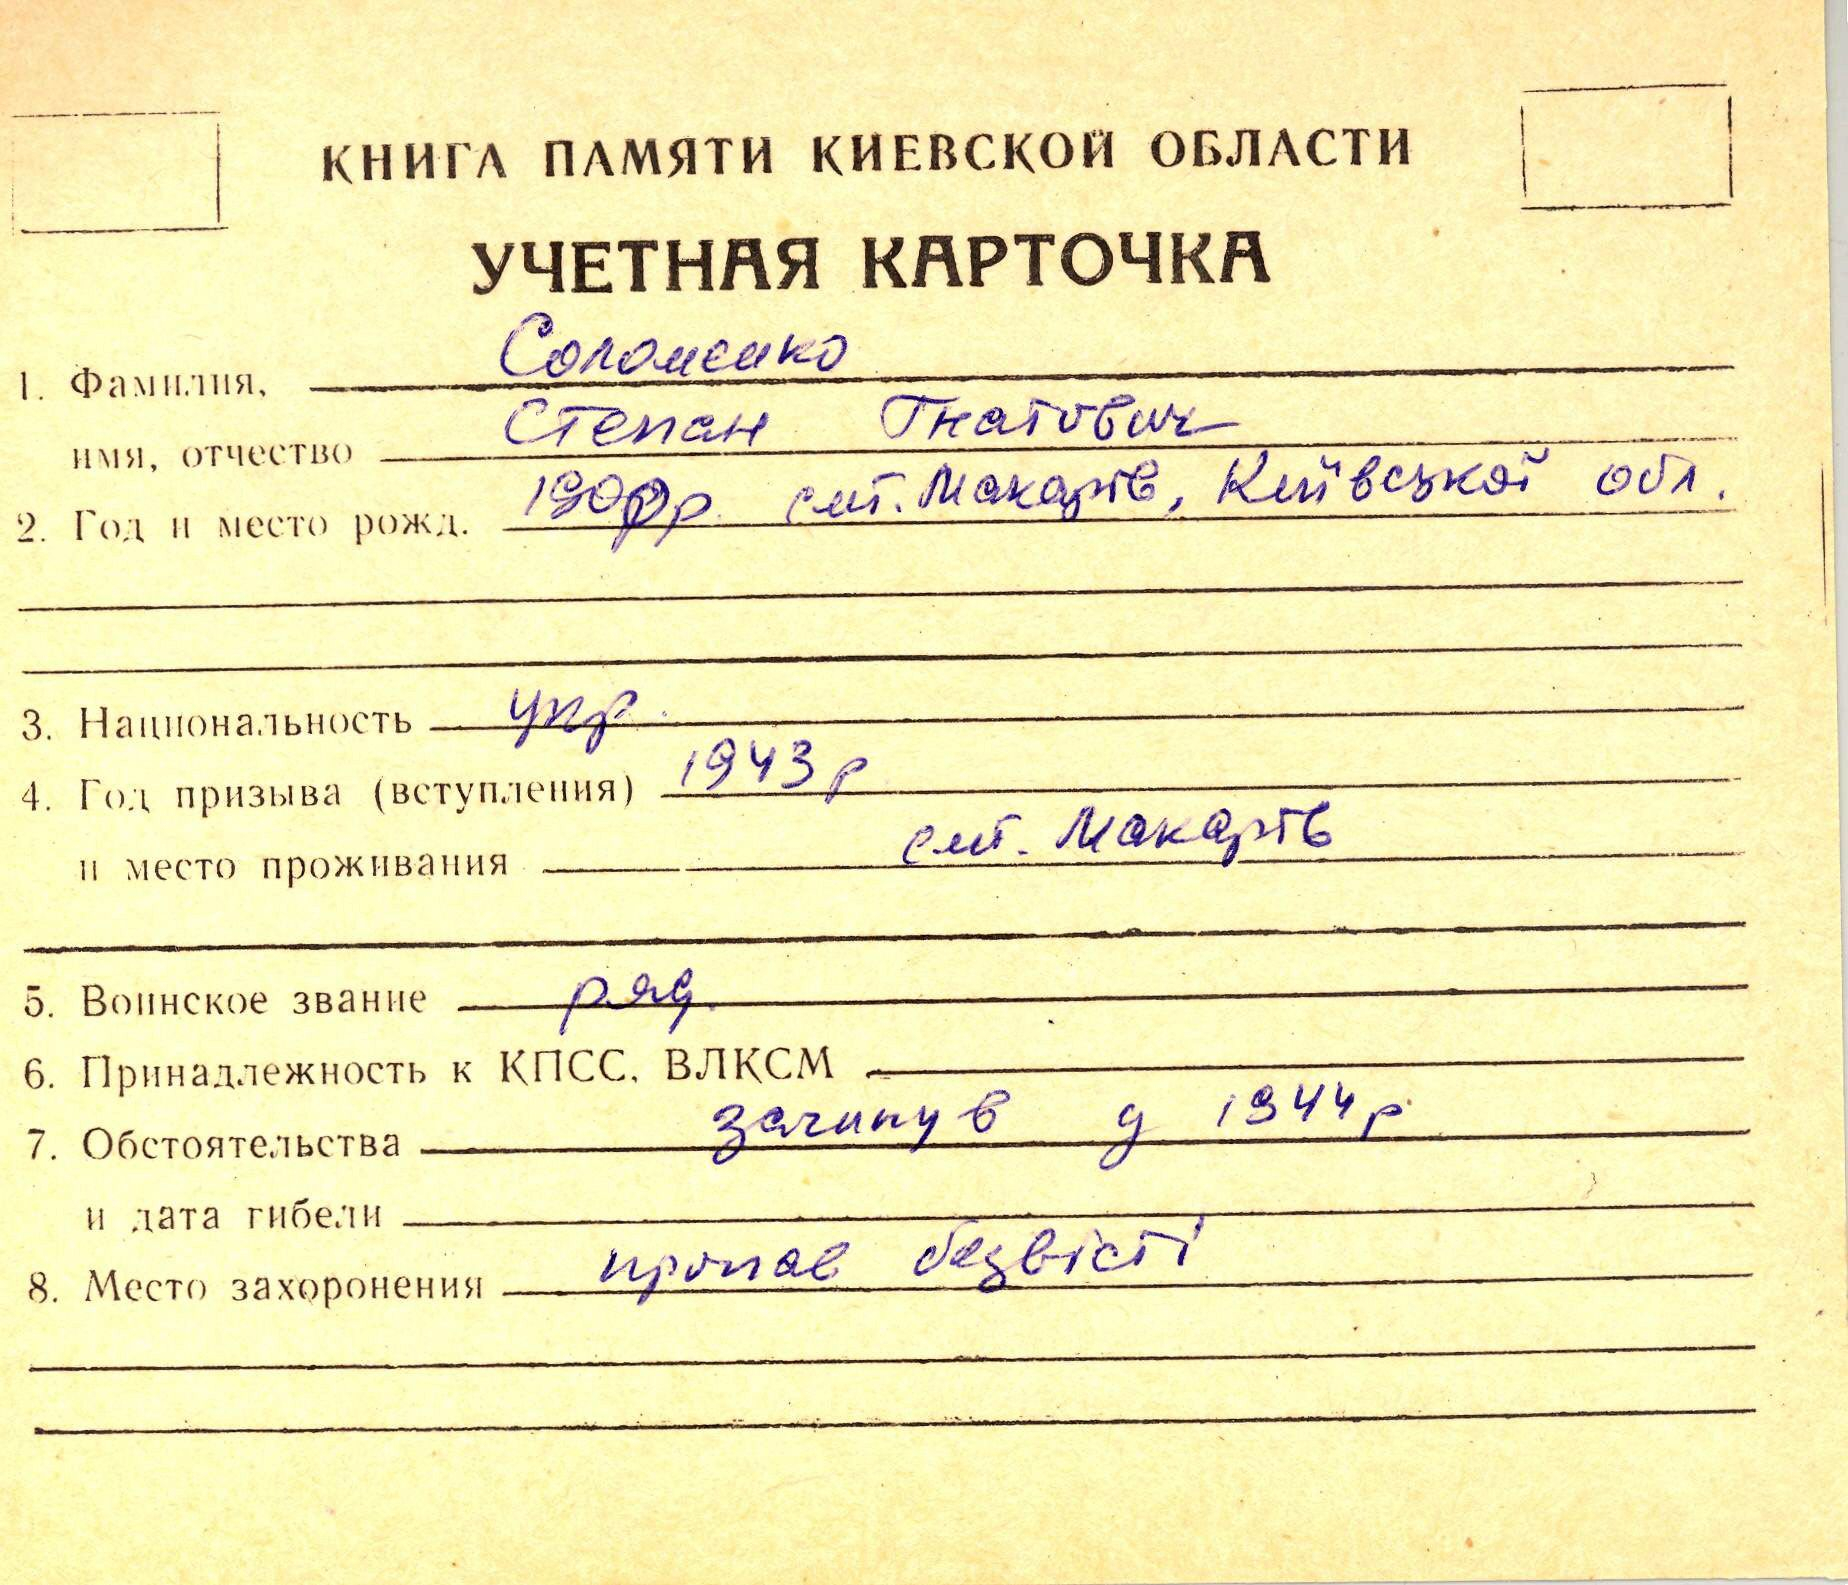 КНИГА ПАМЯТИ КИЕВСКОЙ ОБЛАСТИ
УЧЕТНАЯ КАРТОЧКА
1. Фамилия, Соломенко
имя, отчество Степан Гнатович
2. Год и место рожд. смт. Макарів, Київської обл.
3. Национальность укр.
4. Год призыва (вступления) 1943 р
и место проживания смт. Макарів
5. Воинское звание ряд.
6. Принадлежность к КПСС, ВЛКСМ
7. Обстоятельства загинув у 1944 р.
и дата гибели
8. Место захоронения пропав безвісті